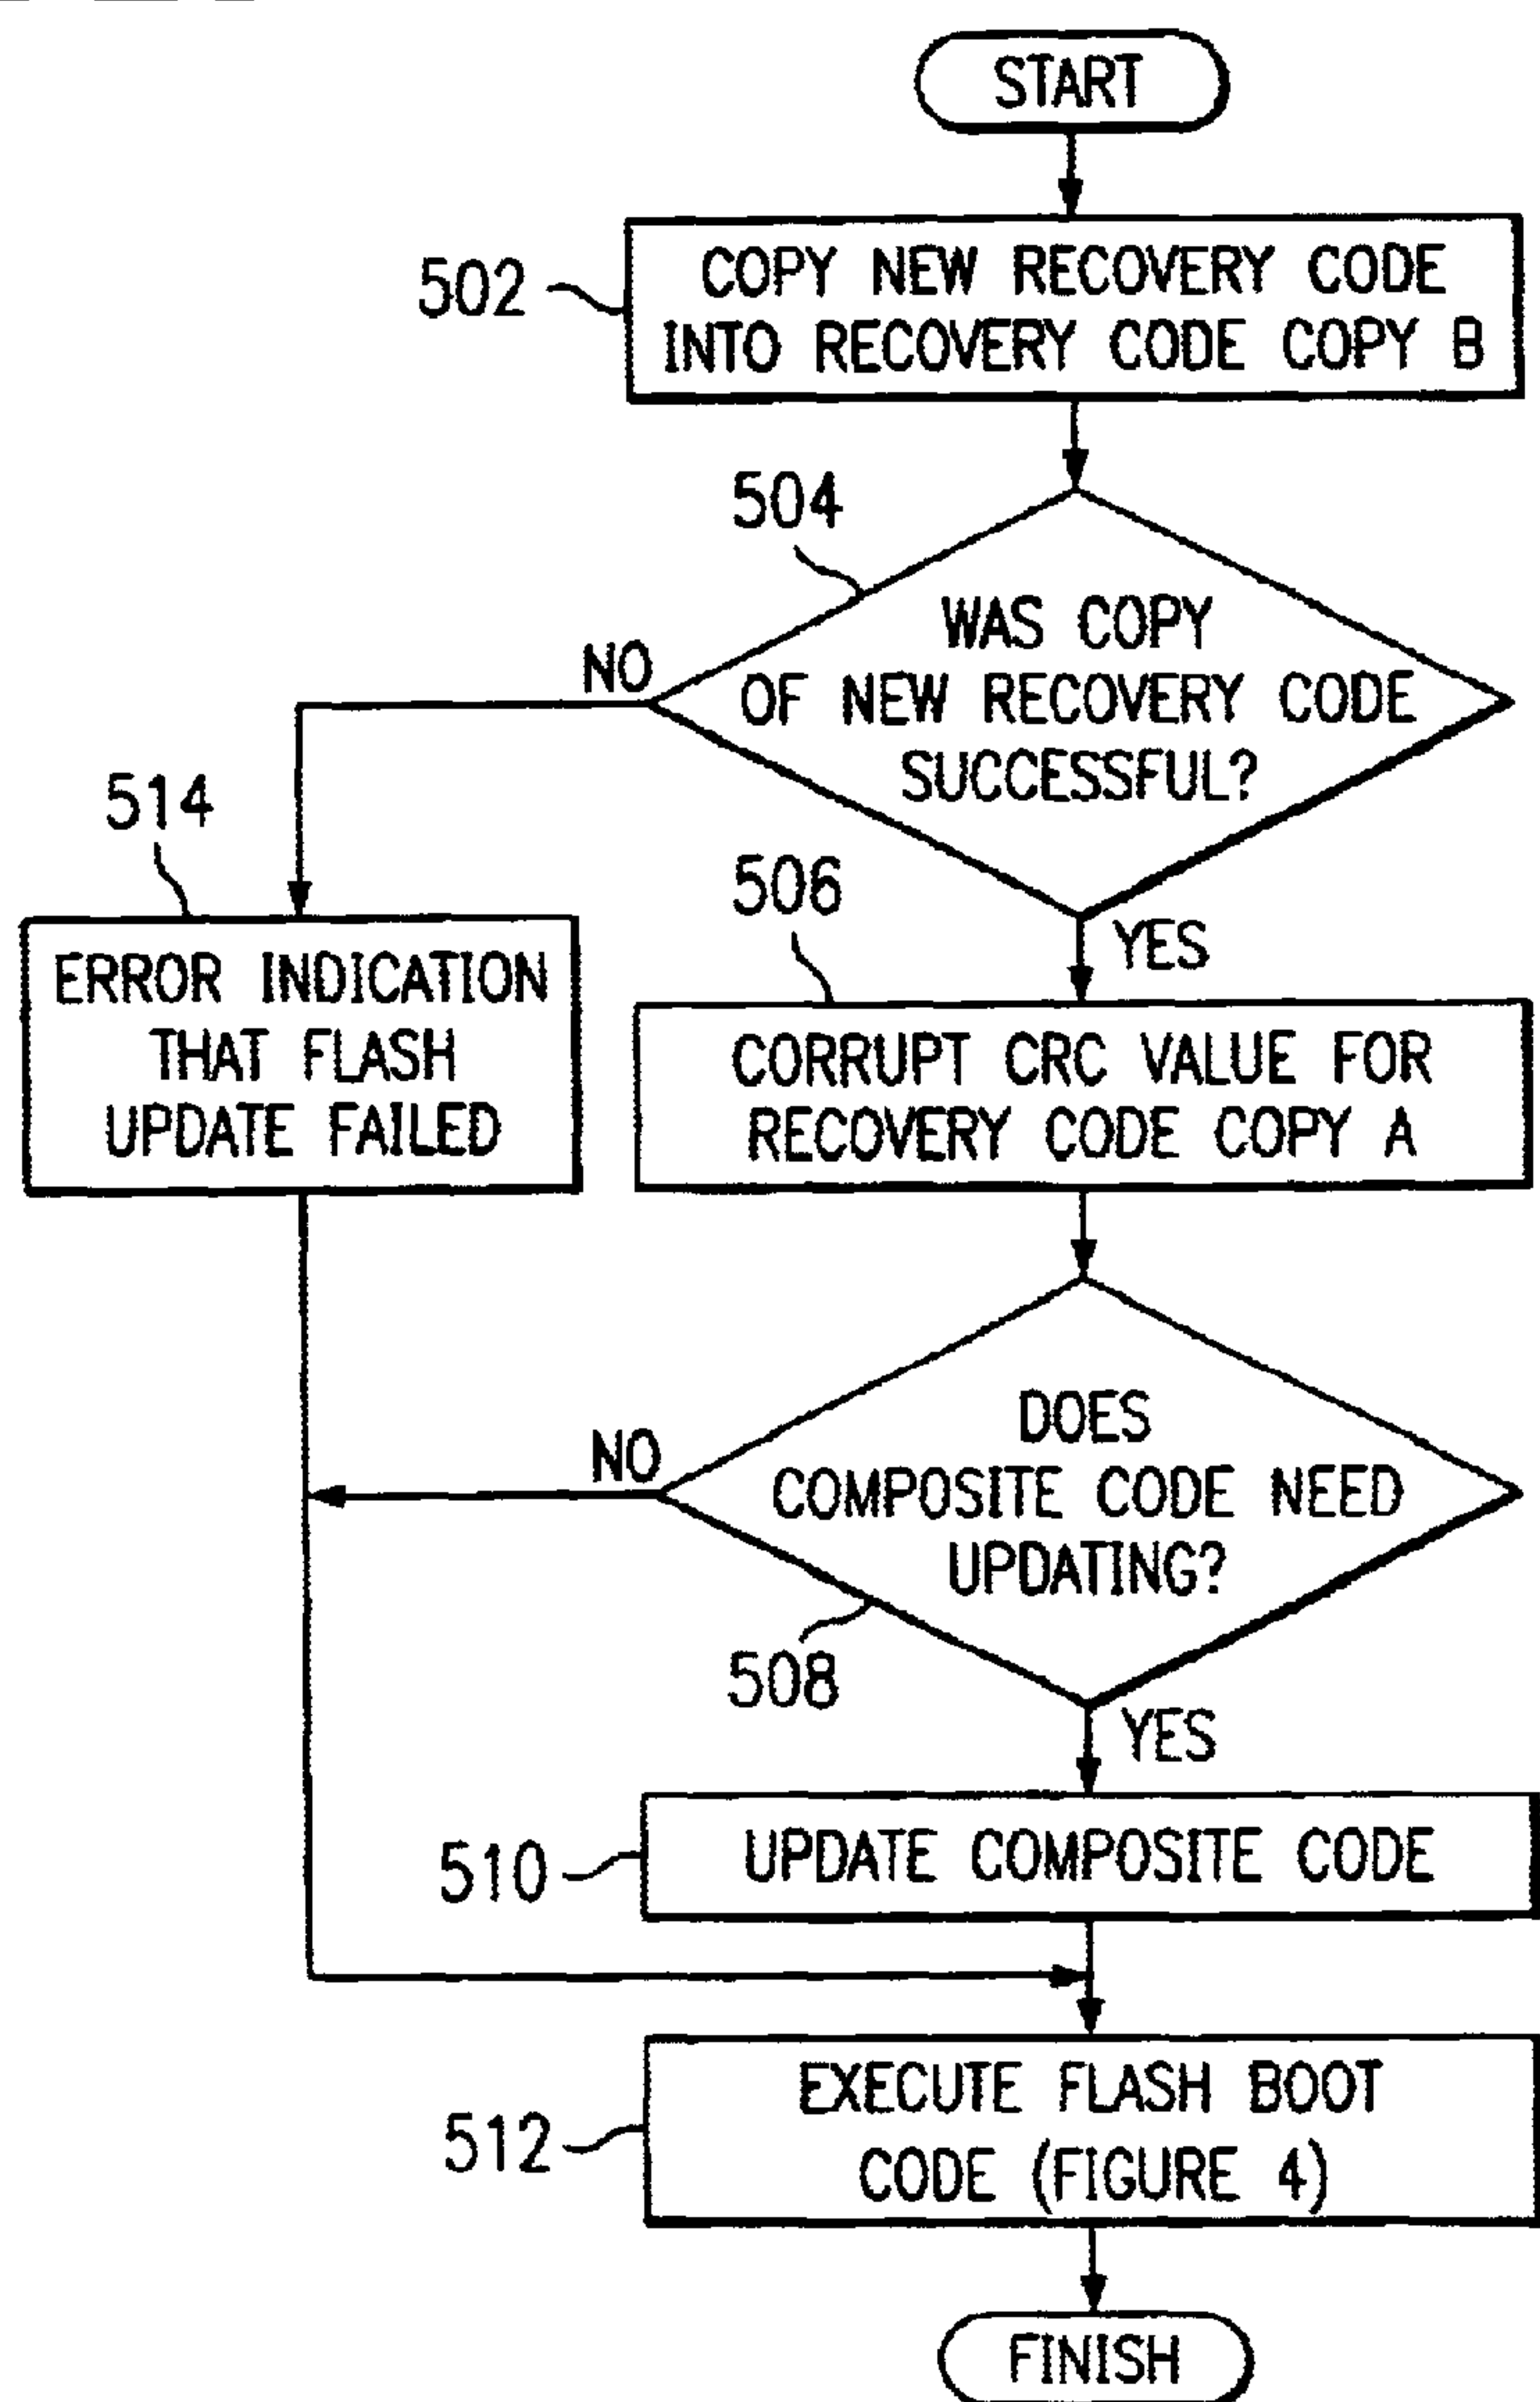 START
502
COPY NEW RECOVERY CODE
INTO RECOVERY CODE COPY B
504
WAS COPY
OF NEW RECOVERY CODE
SUCCESSFUL?
NO
YES
514
ERROR INDICATION
THAT FLASH
UPDATE FAILED
506
CORRUPT CRC VALUE FOR
RECOVERY CODE COPY A
DOES
COMPOSITE CODE NEED
UPDATING?
NO
508
YES
510
UPDATE COMPOSITE CODE
512
EXECUTE FLASH BOOT
CODE (FIGURE 4)
FINISH